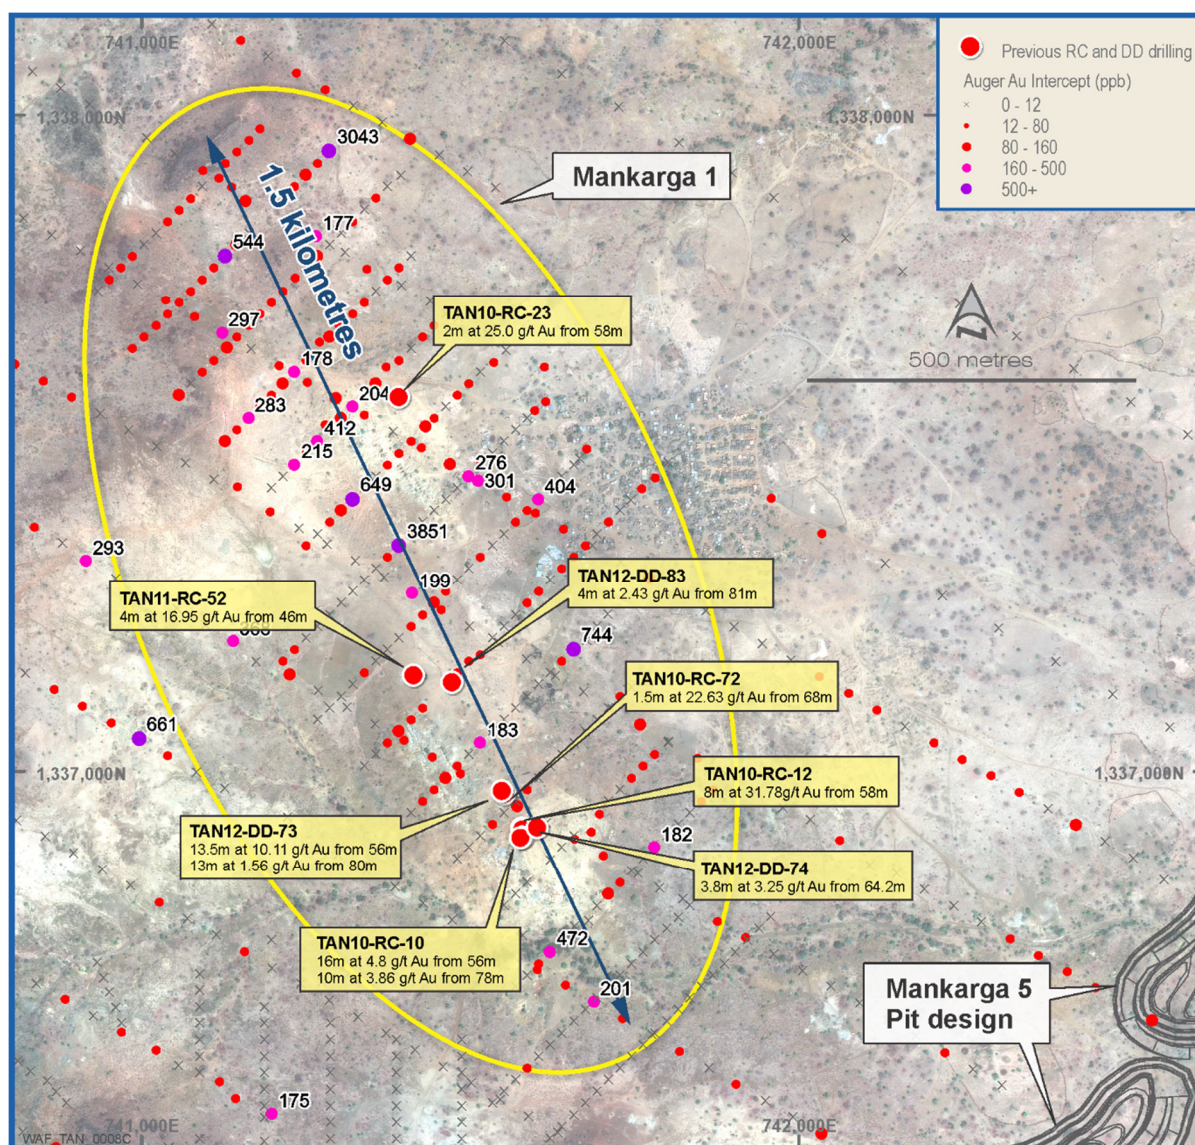 741,000E
742,000E
Previous RC and DD drilling
Auger Au Intercept (ppb)
0 - 12
12 - 80
80 - 160
160 - 500
500+
1,338,000N
1,338,000N
3043
Mankarga 1
1.5 kilometres
177
544
297
TAN10-RC-23
2m at 25.0 g/t Au from 58m
N
500 metres
178
204
283
412
215
276
301
404
649
3851
293
199
TAN12-DD-83
4m at 2.43 g/t Au from 81m
TAN11-RC-52
4m at 16.95 g/t Au from 46m
368
744
TAN10-RC-72
1.5m at 22.63 g/t Au from 68m
661
183
1,337,000N
1,337,000N
TAN10-RC-12
8m at 31.78g/t Au from 58m
TAN12-DD-73
13.5m at 10.11 g/t Au from 56m
13m at 1.56 g/t Au from 80m
182
TAN12-DD-74
3.8m at 3.25 g/t Au from 64.2m
TAN10-RC-10
16m at 4.8 g/t Au from 56m
10m at 3.86 g/t Au from 78m
472
201
Mankarga 5
Pit design
175
741,000E
742,000E
WAF_TAN_0008C